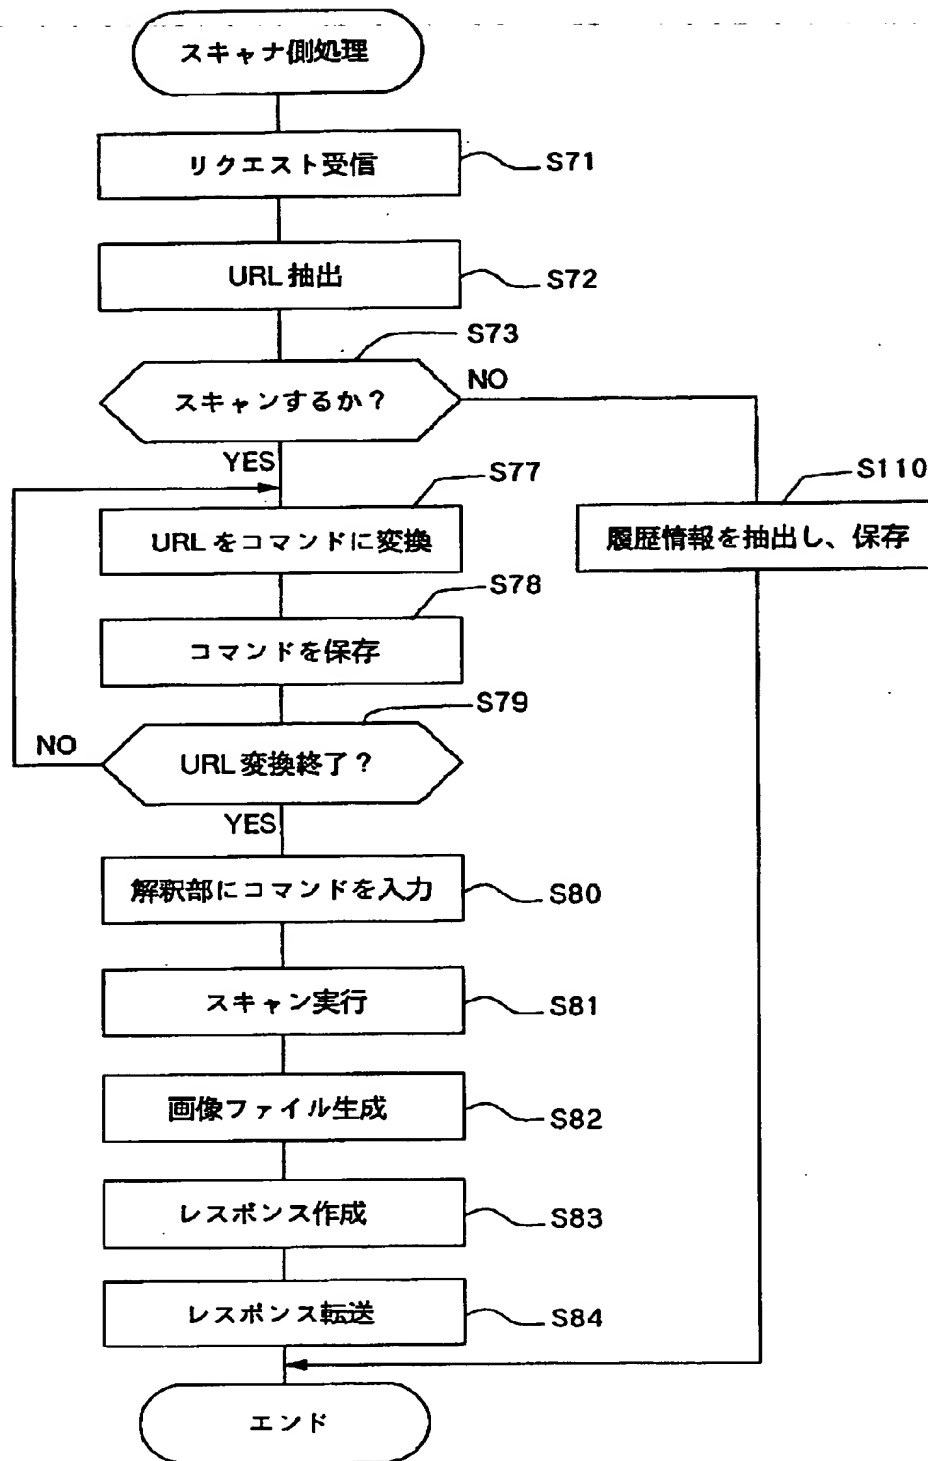 スキャナ側処理
リクエスト受信
S71
URL抽出
S72
S73
スキャンするか?
NO
YES
S77
URLをコマンドに変換
S110
履歴情報を抽出し、保存
S78
コマンドを保存
S79
URL変換終了?
NO
YES
解釈部にコマンドを入力
S80
スキャン実行
S81
画像ファイル生成
S82
レスポンス作成
S83
レスポンス転送
S84
エンド